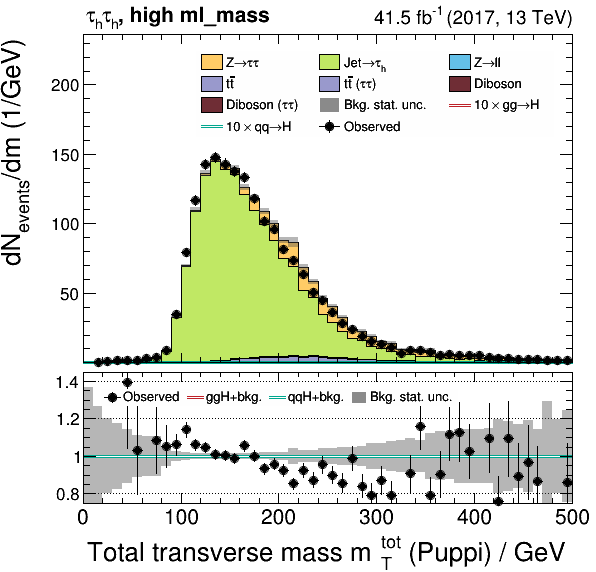 τₕτₕ, high ml_mass 41.5 fb⁻¹ (2017, 13 TeV)
dN_events/dm (1/GeV)
200
150
100
50
Z→ττ Jet→τₕ Z→ll
tt̄ tt̄ (ττ) Diboson
Diboson (ττ) Bkg. stat. unc. 10 × gg→H
10 × qq→H Observed
1.4
1.2
1
0.8
Observed ggH+bkg. qqH+bkg. Bkg. stat. unc.
0 100 200 300 400 500
Total transverse mass m_T^tot (Puppi) / GeV